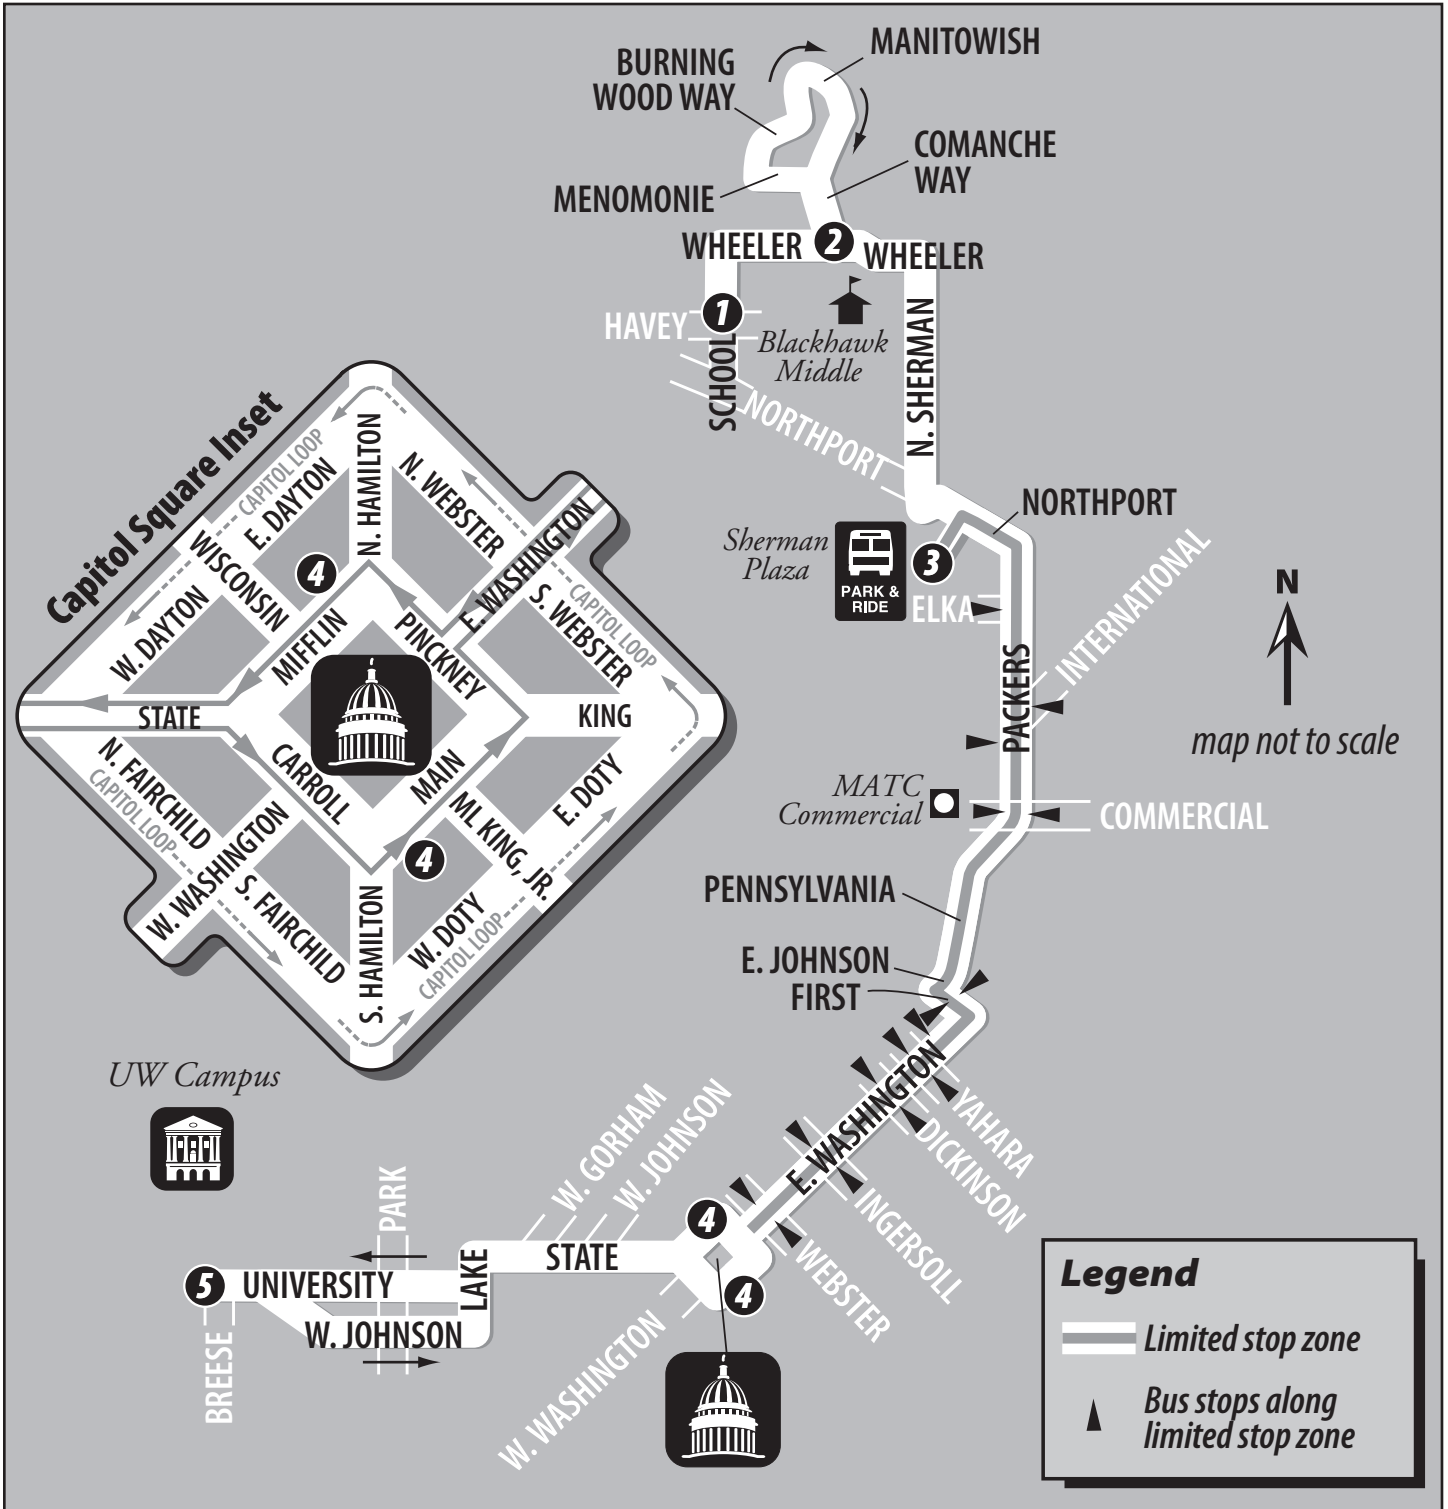 BURNING
WOOD WAY
MANITOWISH
COMANCHE
WAY
MENOMONIE
WHEELER
2
WHEELER
1
HAVEY
SCHOOL
Blackhawk
Middle
N. SHERMAN
NORTHPORT
NORTHPORT
Sherman
Plaza
PARK &
RIDE
3
ELKA
INTERNATIONAL
PACKERS
N
map not to scale
MATC
Commercial
COMMERCIAL
PENNSYLVANIA
E. JOHNSON
FIRST
E. WASHINGTON
YAHARA
DICKINSON
INGERSOLL
WEBSTER
Capitol Square Inset
CAPITOL LOOP
E. DAYTON
N. HAMILTON
N. WEBSTER
E. WASHINGTON
WISCONSIN
4
W. DAYTON
MIFFLIN
PINCKNEY
S. WEBSTER
CAPITOL LOOP
STATE
KING
N. FAIRCHILD
CAPITOL LOOP
CARROLL
MAIN
ML KING, JR.
E. DOTY
W. WASHINGTON
4
S. FAIRCHILD
S. HAMILTON
W. DOTY
CAPITOL LOOP
UW Campus
W. GORHAM
W. JOHNSON
PARK
4
STATE
LAKE
5
UNIVERSITY
4
W. JOHNSON
BREESE
W. WASHINGTON
Legend
Limited stop zone
Bus stops along
limited stop zone